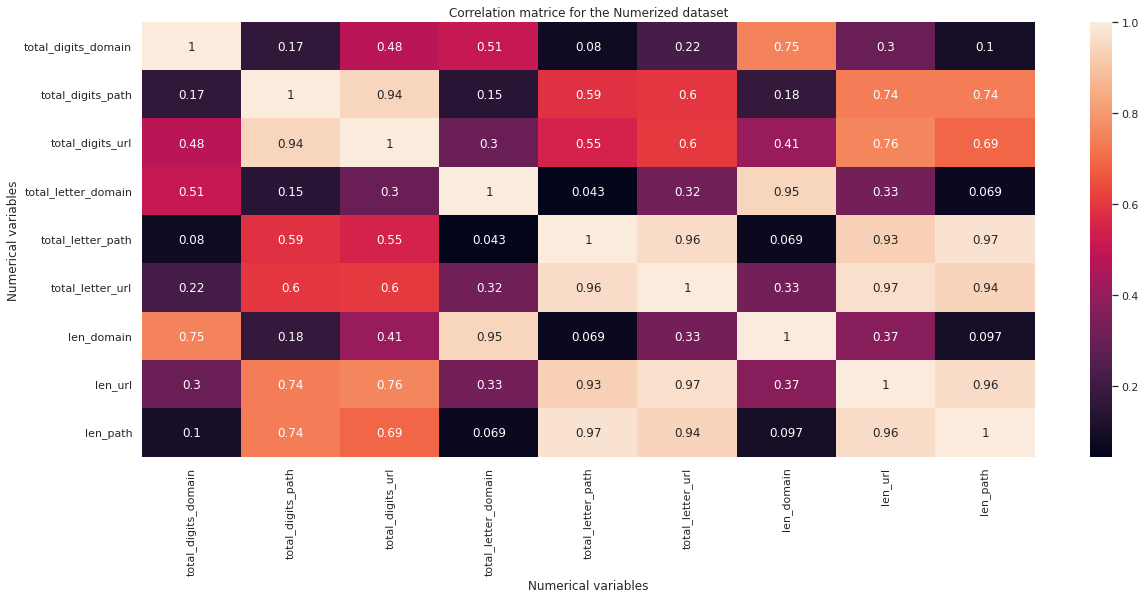 Correlation matrice for the Numerized dataset
Numerical variables
total_digits_domain 1 0.17 0.48 0.51 0.08 0.22 0.75 0.3 0.1
total_digits_path 0.17 1 0.94 0.15 0.59 0.6 0.18 0.74 0.74
total_digits_url 0.48 0.94 1 0.3 0.55 0.6 0.41 0.76 0.69
total_letter_domain 0.51 0.15 0.3 1 0.043 0.32 0.95 0.33 0.069
total_letter_path 0.08 0.59 0.55 0.043 1 0.96 0.069 0.93 0.97
total_letter_url 0.22 0.6 0.6 0.32 0.96 1 0.33 0.97 0.94
len_domain 0.75 0.18 0.41 0.95 0.069 0.33 1 0.37 0.097
len_url 0.3 0.74 0.76 0.33 0.93 0.97 0.37 1 0.96
len_path 0.1 0.74 0.69 0.069 0.97 0.94 0.097 0.96 1
total_digits_domain
total_digits_path
total_digits_url
total_letter_domain
total_letter_path
total_letter_url
len_domain
len_url
len_path
Numerical variables
1.0
0.8
0.6
0.4
0.2